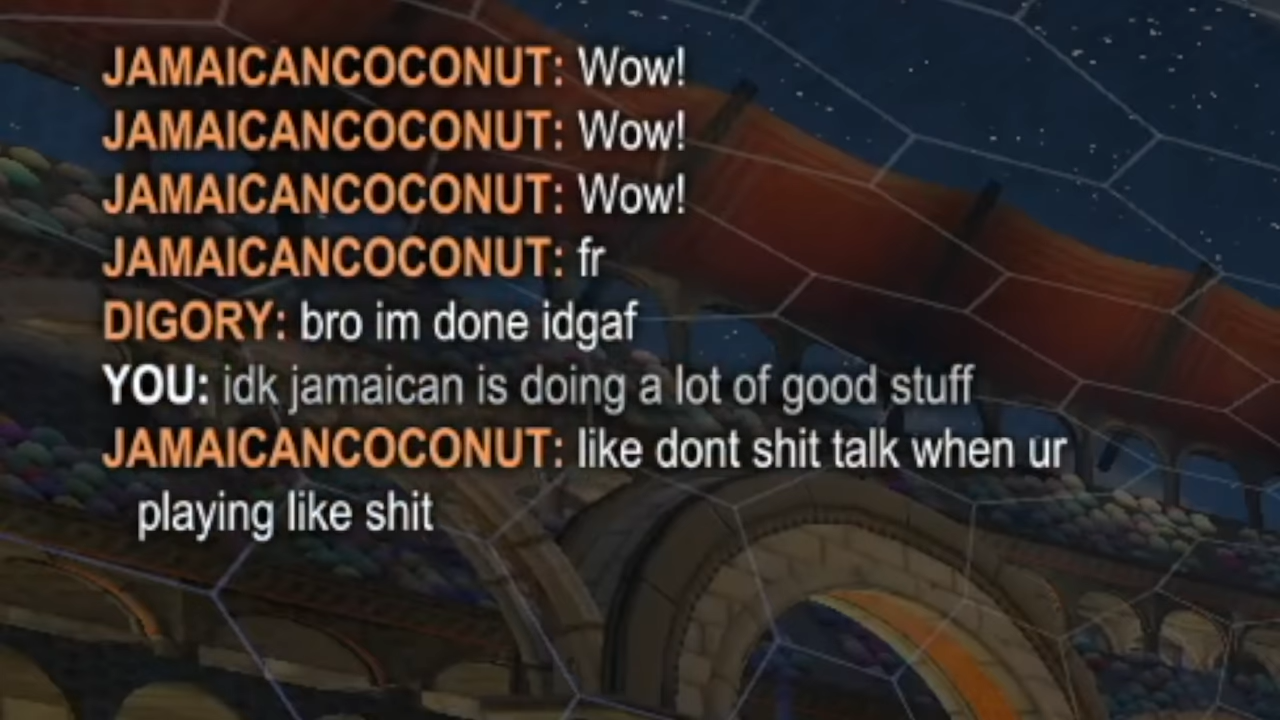 JAMAICANCOCONUT: Wow!
JAMAICANCOCONUT: Wow!
JAMAICANCOCONUT: Wow!
JAMAICANCOCONUT: fr
DIGORY: bro im done idgaf
YOU: idk jamaican is doing a lot of good stuff
JAMAICANCOCONUT: like dont shit talk when ur
playing like shit